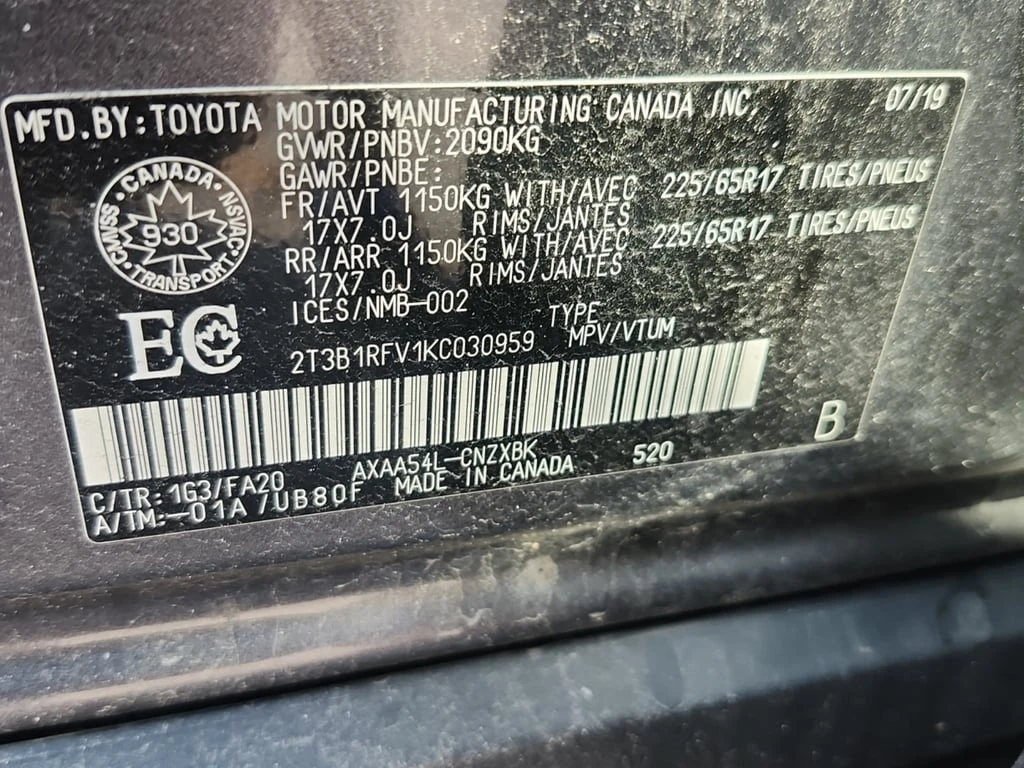 MFD.BY:TOYOTA MOTOR MANUFACTURING CANADA INC. 07/19
GVWR/PNBV:2090KG
GAWR/PNBE:
FR/AVT 1150KG WITH/AVEC 225/65R17 TIRES/PNEUS
17X7.0J RIMS/JANTES
RR/ARR 1150KG WITH/AVEC 225/65R17 TIRES/PNEUS
17X7.0J RIMS/JANTES
ICES/NMB-002
CANADA
CMVSS 930 NSVAC
TRANSPORT
EC
TYPE
2T3B1RFV1KC030959 MPV/VTUM
B
C/TR:1G3/FA20 AXAA54L-CNZXBK 520
A/TM:-01A/UB80F MADE IN CANADA